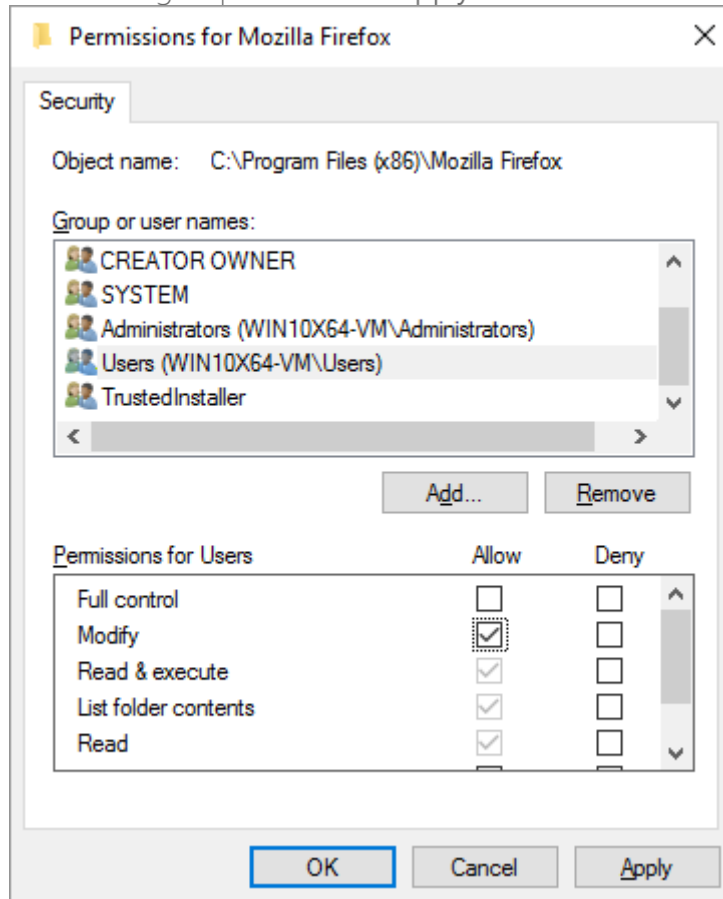 Permissions for Mozilla Firefox
Security
Object name: C:\Program Files (x86)\Mozilla Firefox
Group or user names:
CREATOR OWNER
SYSTEM
Administrators (WIN10X64-VM\Administrators)
Users (WIN10X64-VM\Users)
TrustedInstaller
Add... Remove
Permissions for Users Allow Deny
Full control
Modify
Read & execute
List folder contents
Read
OK Cancel Apply